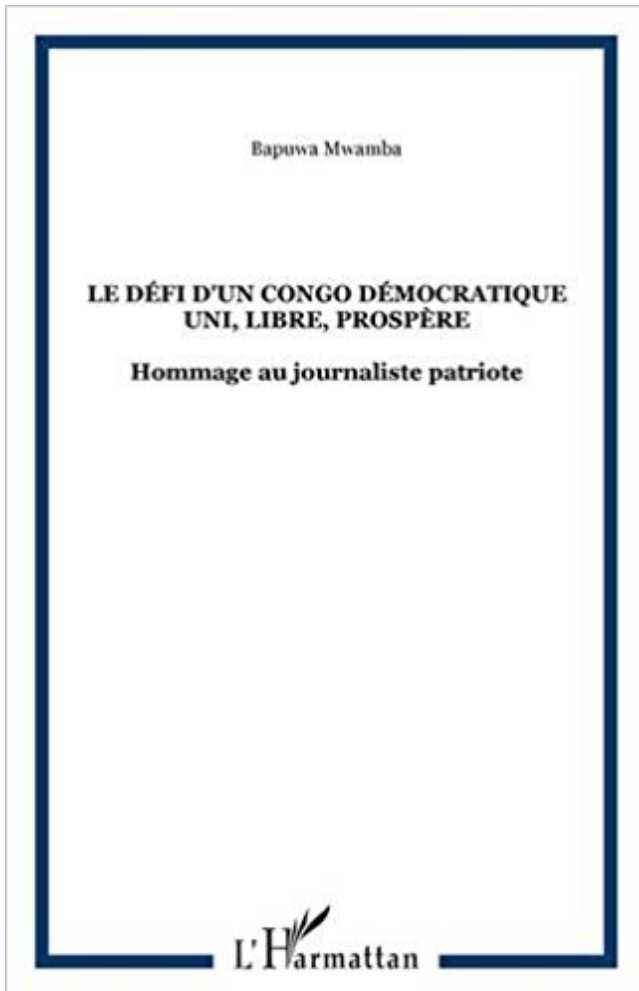 Bapuwa Mwamba
LE DÉFI D'UN CONGO DÉMOCRATIQUE
UNI, LIBRE, PROSPÈRE
Hommage au journaliste patriote
L'Harmattan